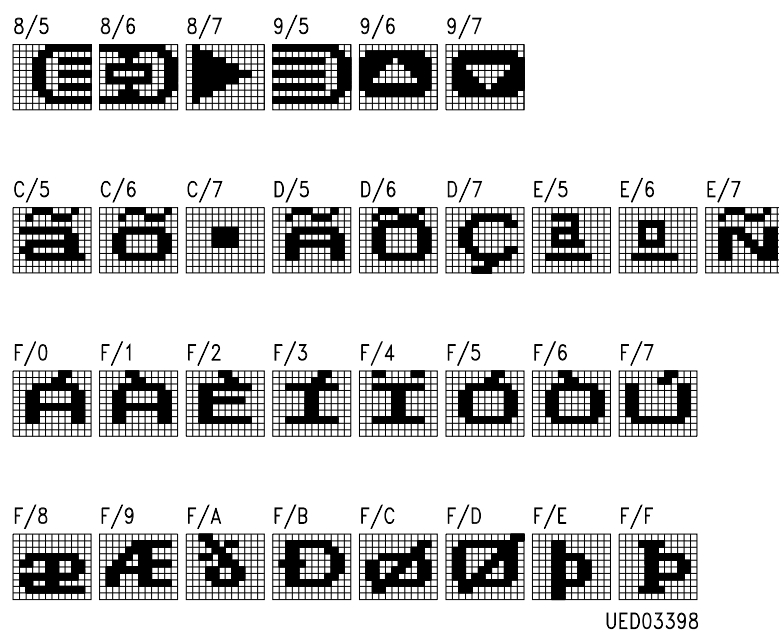 8/5 8/6 8/7 9/5 9/6 9/7
C/5 C/6 C/7 D/5 D/6 D/7 E/5 E/6 E/7
ã õ ▪ Ã Õ Ç a o Ñ
F/0 F/1 F/2 F/3 F/4 F/5 F/6 F/7
Á À È Í Ï Ó Ò Ú
F/8 F/9 F/A F/B F/C F/D F/E F/F
æ Æ ð Ð ø Ø þ Þ
UED03398